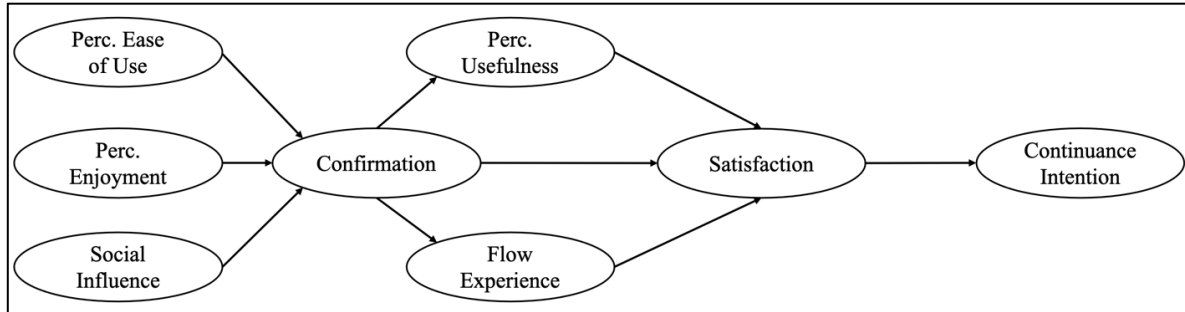 Perc. Ease
of Use
Perc.
Usefulness
Perc.
Enjoyment
Confirmation
Satisfaction
Continuance
Intention
Social
Influence
Flow
Experience